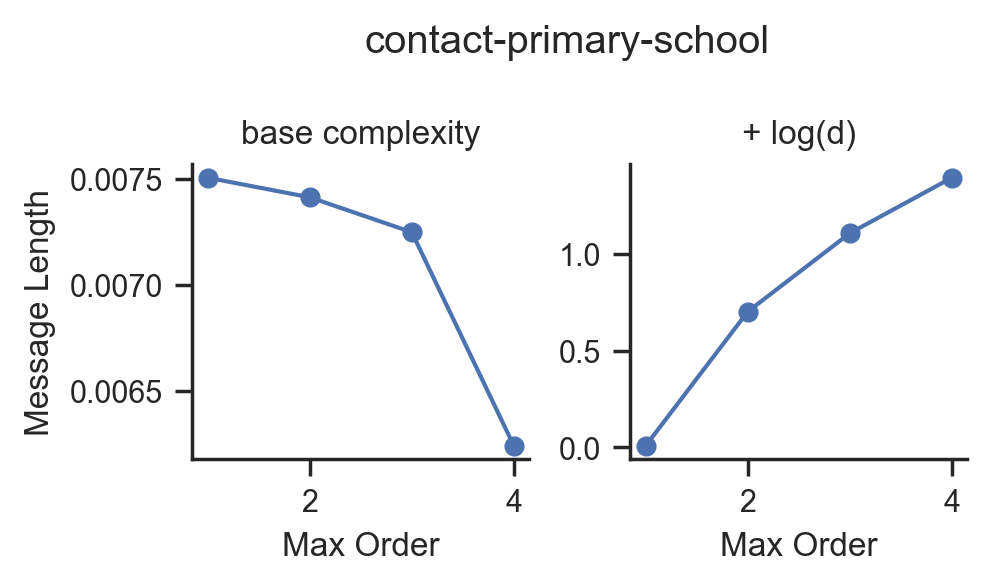 contact-primary-school
base complexity
+ log(d)
Message Length
0.0075
0.0070
0.0065
2
4
Max Order
1.0
0.5
0.0
2
4
Max Order